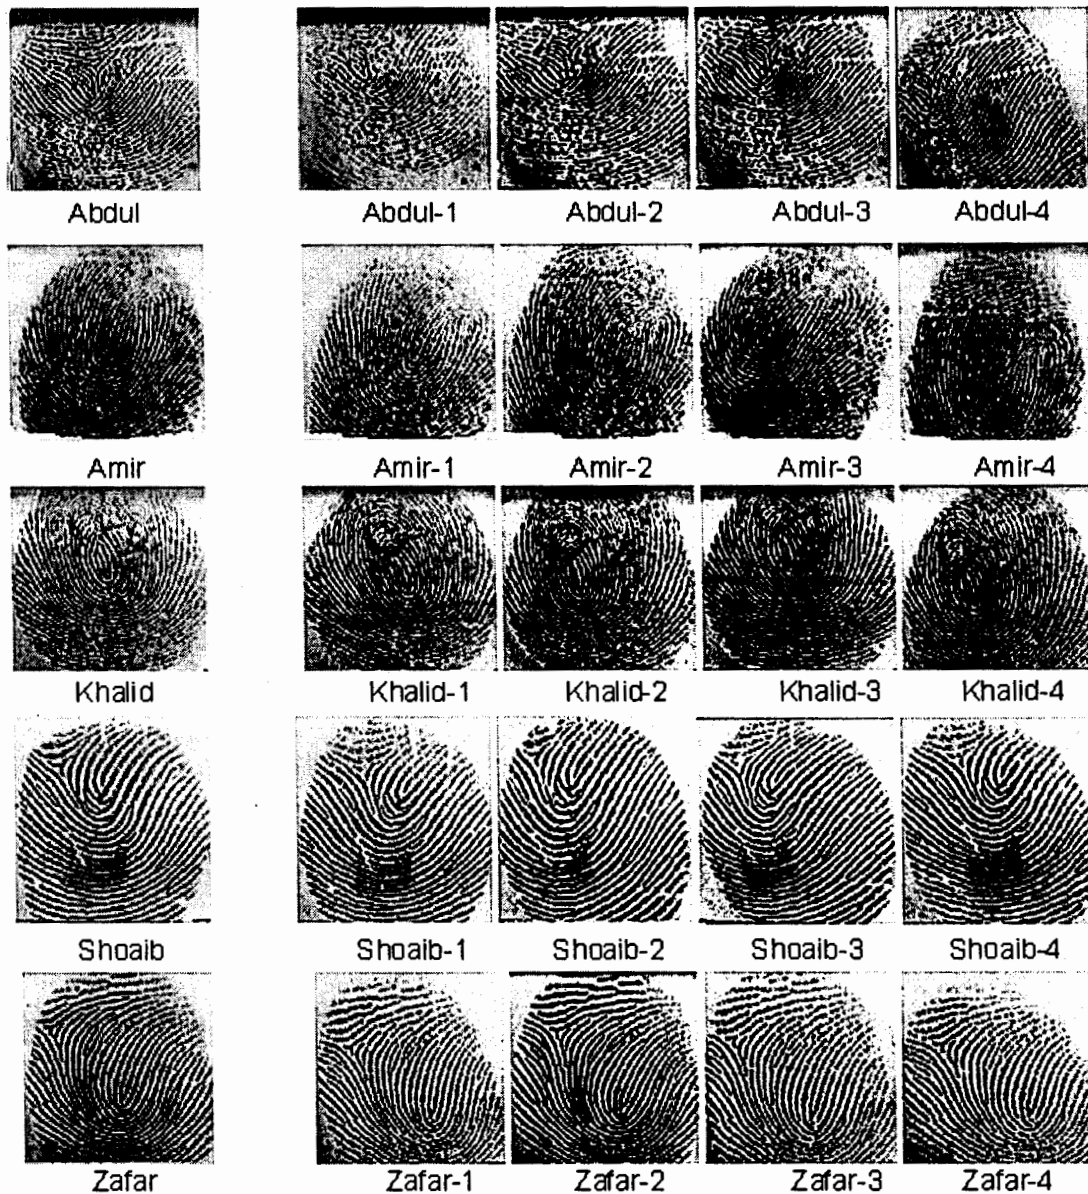 Abdul Abdul-1 Abdul-2 Abdul-3 Abdul-4
Amir Amir-1 Amir-2 Amir-3 Amir-4
Khalid Khalid-1 Khalid-2 Khalid-3 Khalid-4
Shoaib Shoaib-1 Shoaib-2 Shoaib-3 Shoaib-4
Zafar Zafar-1 Zafar-2 Zafar-3 Zafar-4